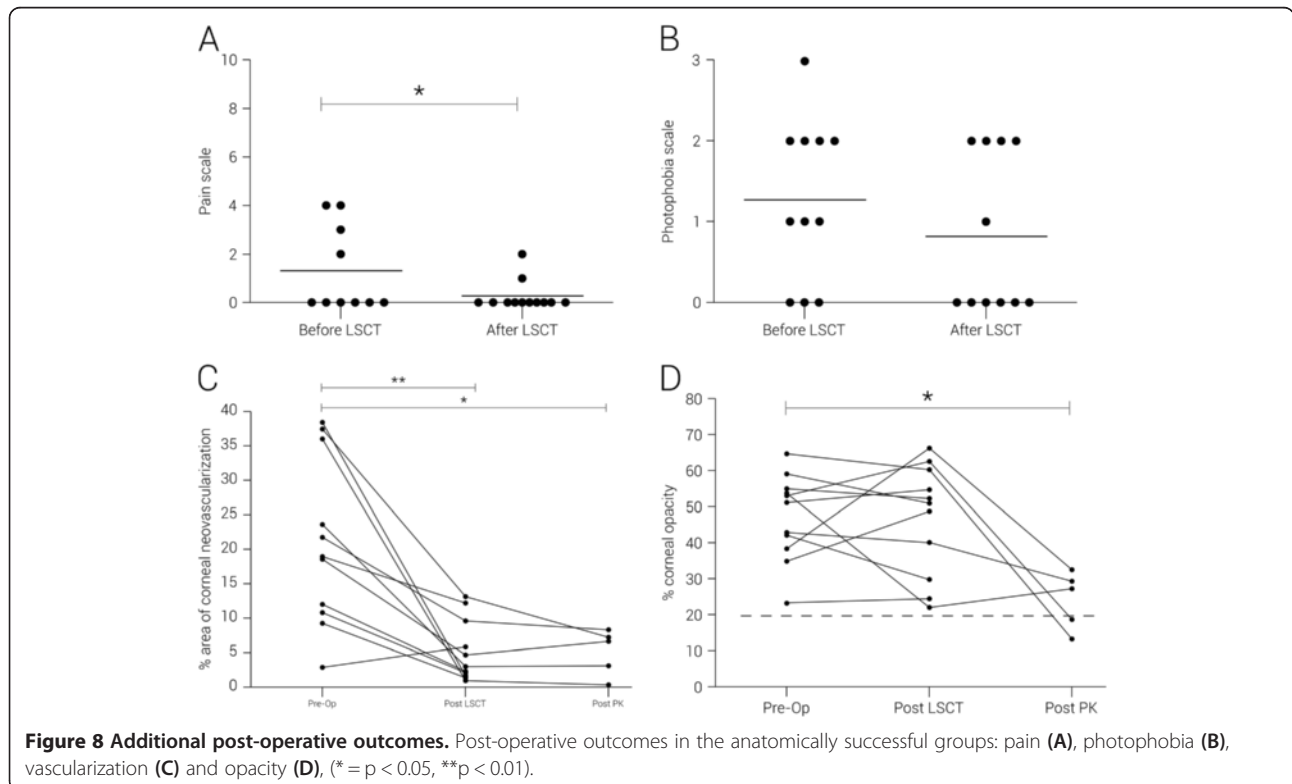 A
10
8
6
4
2
0
Pain scale
*
Before LSCT
After LSCT
B
3
2
1
0
Photophobia scale
Before LSCT
After LSCT
C
40
35
30
25
20
15
10
5
0
% area of corneal neovascularization
**
*
Pre-Op
Post LSCT
Post PK
D
80
70
60
50
40
30
20
10
0
% corneal opacity
*
Pre-Op
Post LSCT
Post PK
Figure 8 Additional post-operative outcomes. Post-operative outcomes in the anatomically successful groups: pain (A), photophobia (B),
vascularization (C) and opacity (D), (* = p < 0.05, **p < 0.01).